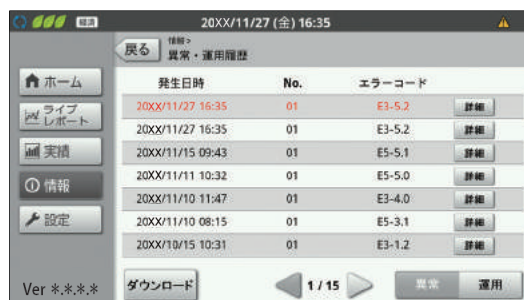 経済
20XX/11/27 (金) 16:35
戻る
情報>
異常・運用履歴
ホーム
ライブ
レポート
実績
情報
設定
Ver *.*.*.*
発生日時 No. エラーコード
20XX/11/27 16:35 01 E3-5.2 詳細
20XX/11/27 16:35 01 E3-5.2 詳細
20XX/11/15 09:43 01 E5-5.1 詳細
20XX/11/11 10:32 01 E5-5.0 詳細
20XX/11/10 11:47 01 E3-4.0 詳細
20XX/11/10 08:15 01 E5-3.1 詳細
20XX/10/15 10:31 01 E3-1.2 詳細
ダウンロード
1 / 15
異常
運用